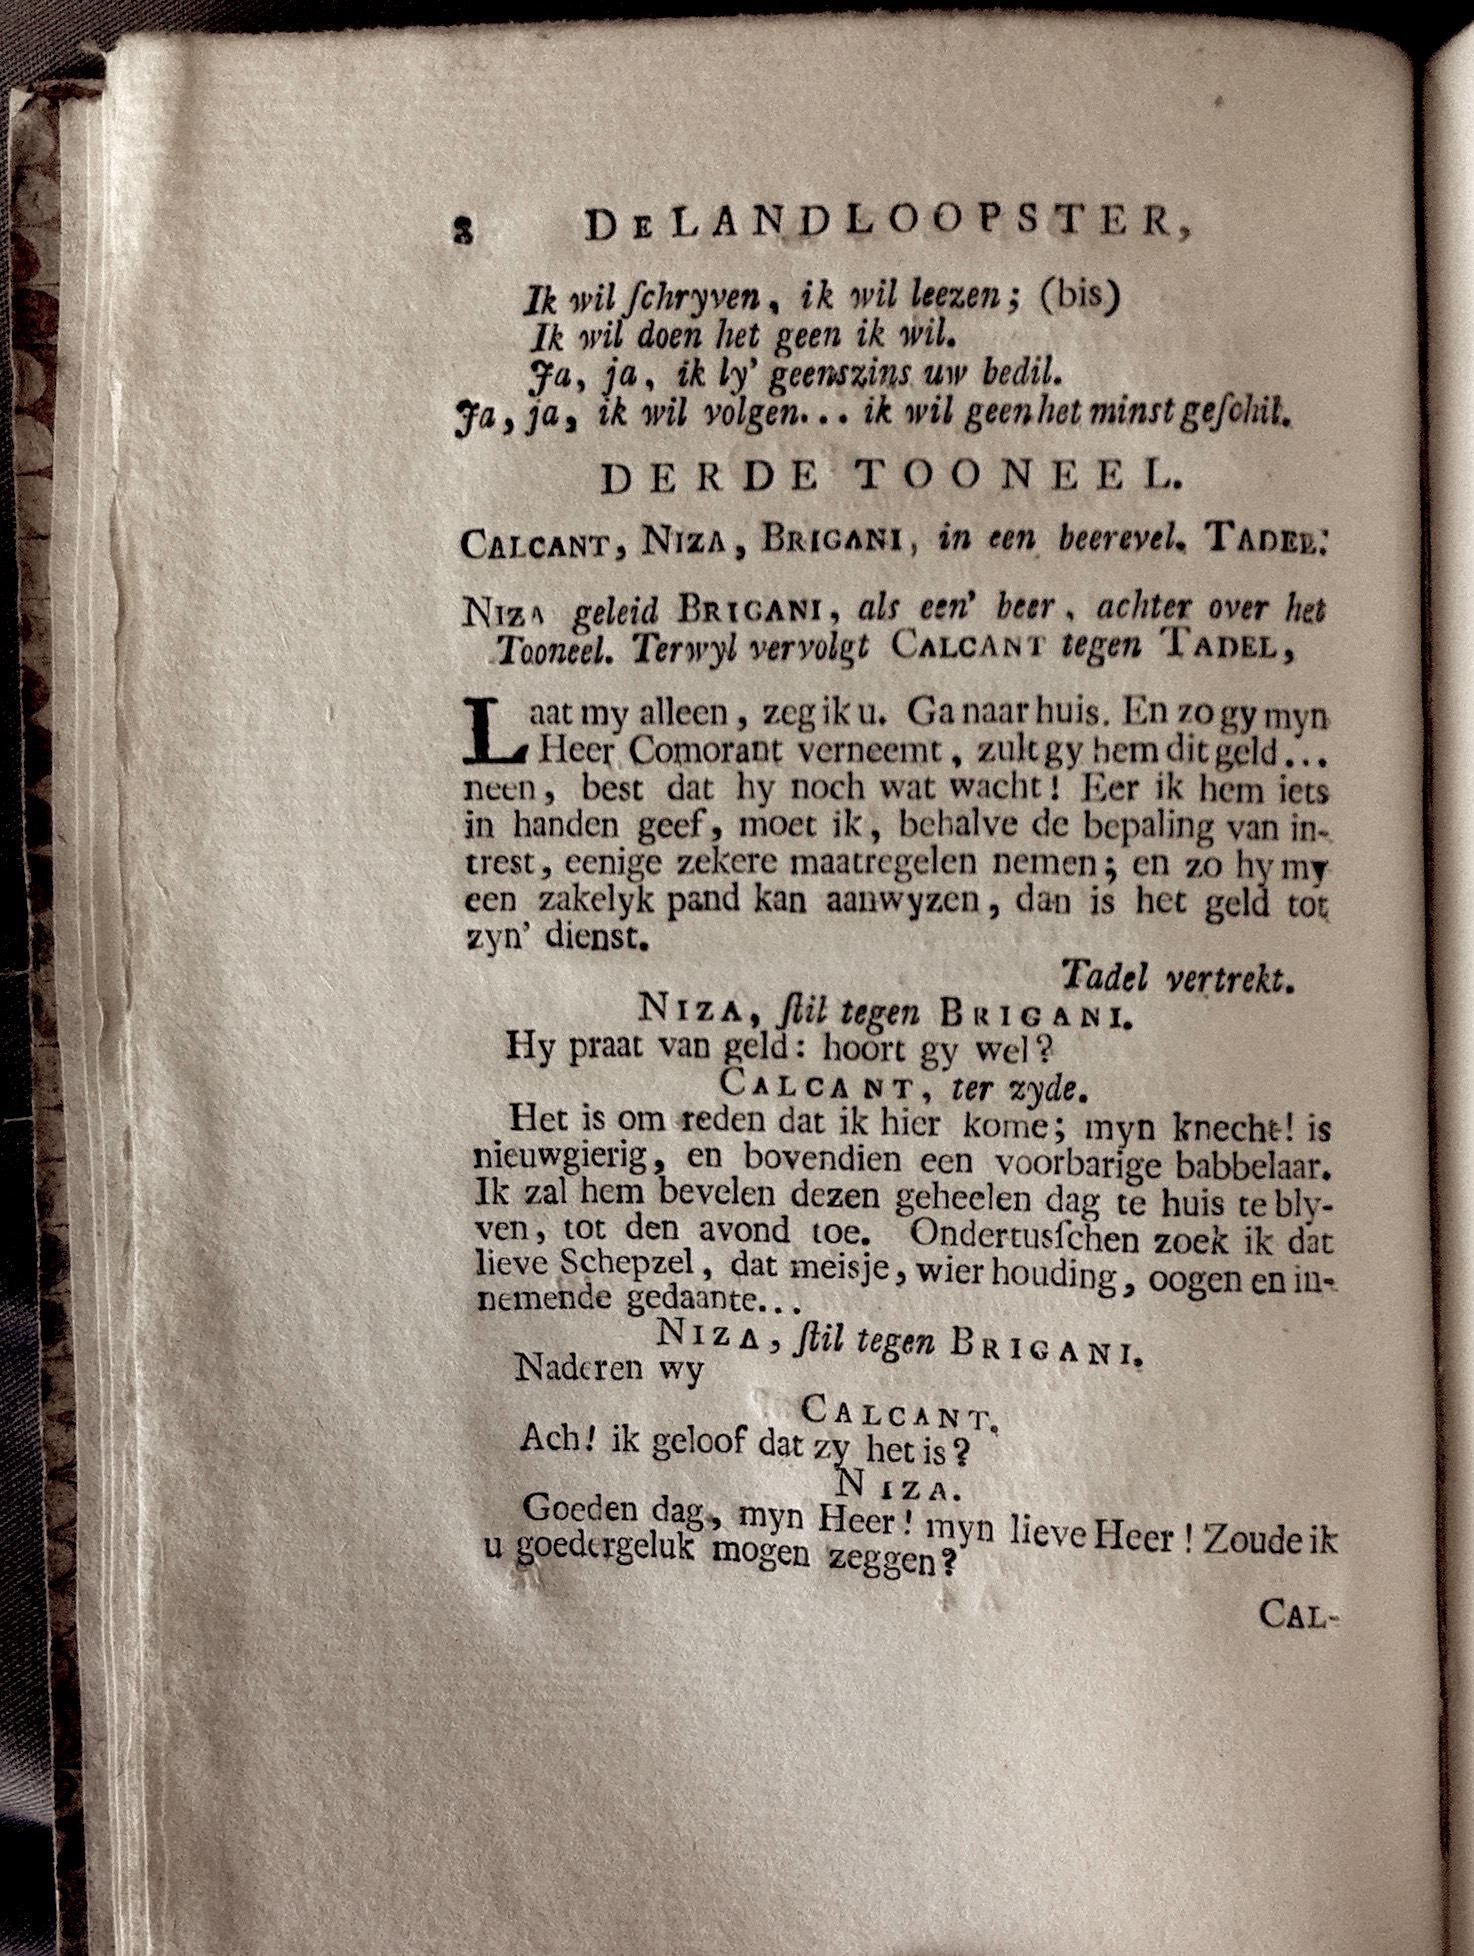 8 DE LANDLOOPSTER,
Ik wil ſchryven, ik wil leezen; (bis)
Ik wil doen het geen ik wil.
Ja, ja, ik ly' geenszins uw bedil.
Ja, ja, ik wil volgen... ik wil geen het minst geſchil.
DERDE TOONEEL.
CALCANT, NIZA, BRIGANI, in een beerevel. TADEL:
NIZA geleid BRIGANI, als een' beer, achter over het
Tooneel. Terwyl vervolgt CALCANT tegen TADEL,
Laat my alleen, zeg ik u. Ga naar huis. En zo gy myn
Heer Comorant verneemt, zult gy hem dit geld...
neen, best dat hy noch wat wacht! Eer ik hem iets
in handen geef, moet ik, behalve de bepaling van in-
trest, eenige zekere maatregelen nemen; en zo hy my
een zakelyk pand kan aanwyzen, dan is het geld tot
zyn' dienst.
Tadel vertrekt.
NIZA, ſtil tegen BRIGANI.
Hy praat van geld: hoort gy wel?
CALCANT, ter zyde.
Het is om reden dat ik hier kome; myn knecht! is
nieuwgierig, en bovendien een voorbarige babbelaar.
Ik zal hem bevelen dezen geheelen dag te huis te bly-
ven, tot den avond toe. Ondertusſchen zoek ik dat
lieve Schepzel, dat meisje, wier houding, oogen en in-
nemende gedaante...
NIZA, ſtil tegen BRIGANI.
Naderen wy
CALCANT.
Ach! ik geloof dat zy het is?
NIZA.
Goeden dag, myn Heer! myn lieve Heer! Zoude ik
u goedergeluk mogen zeggen?
CAL-